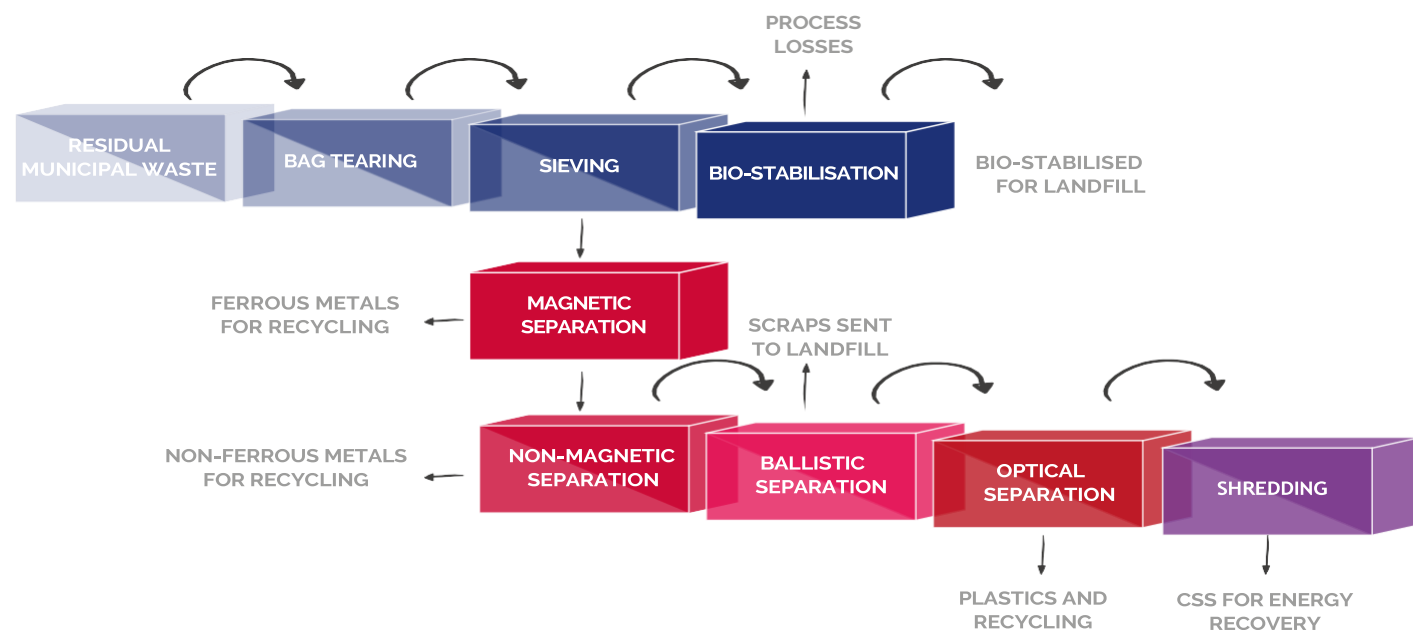 PROCESS
LOSSES
RESIDUAL
MUNICIPAL WASTE
BAG TEARING
SIEVING
BIO-STABILISATION
BIO-STABILISED
FOR LANDFILL
FERROUS METALS
FOR RECYCLING
MAGNETIC
SEPARATION
SCRAPS SENT
TO LANDFILL
NON-FERROUS METALS
FOR RECYCLING
NON-MAGNETIC
SEPARATION
BALLISTIC
SEPARATION
OPTICAL
SEPARATION
SHREDDING
PLASTICS AND
RECYCLING
CSS FOR ENERGY
RECOVERY